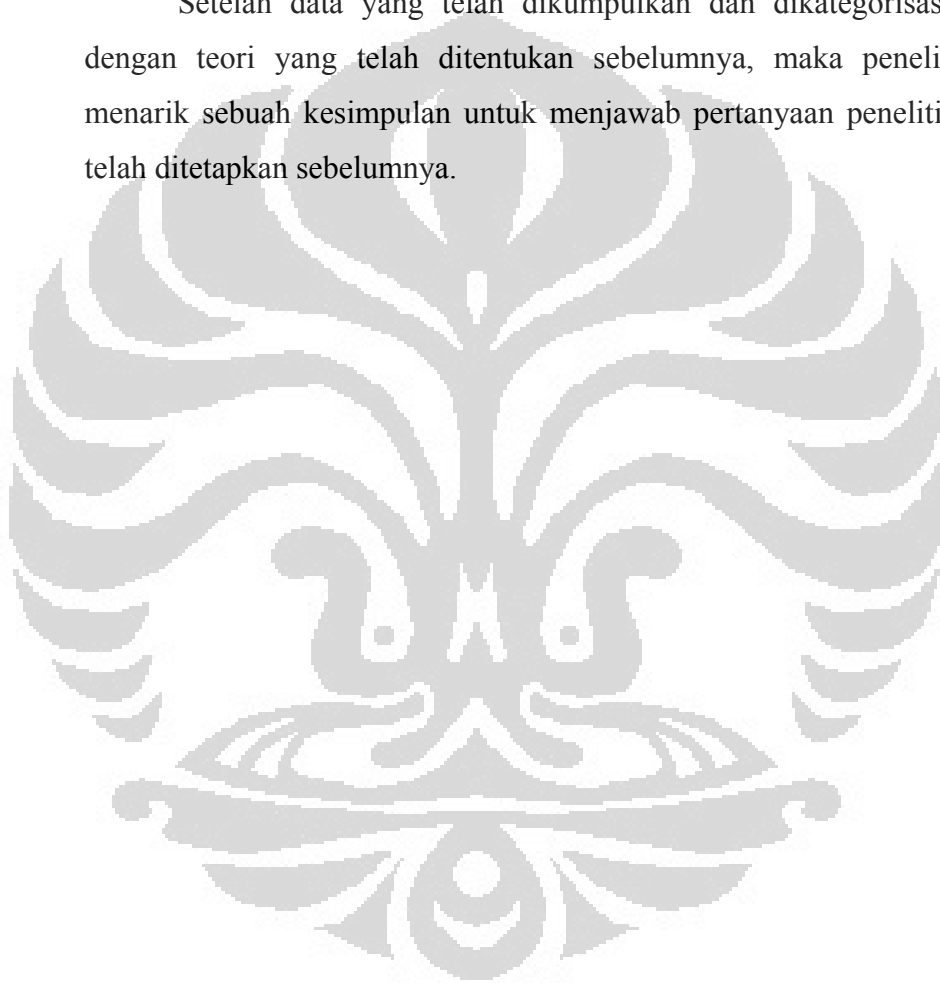 Setelah data yang telah dikumpulkan dan dikategorisas
dengan teori yang telah ditentukan sebelumnya, maka peneli
menarik sebuah kesimpulan untuk menjawab pertanyaan peneliti
telah ditetapkan sebelumnya.